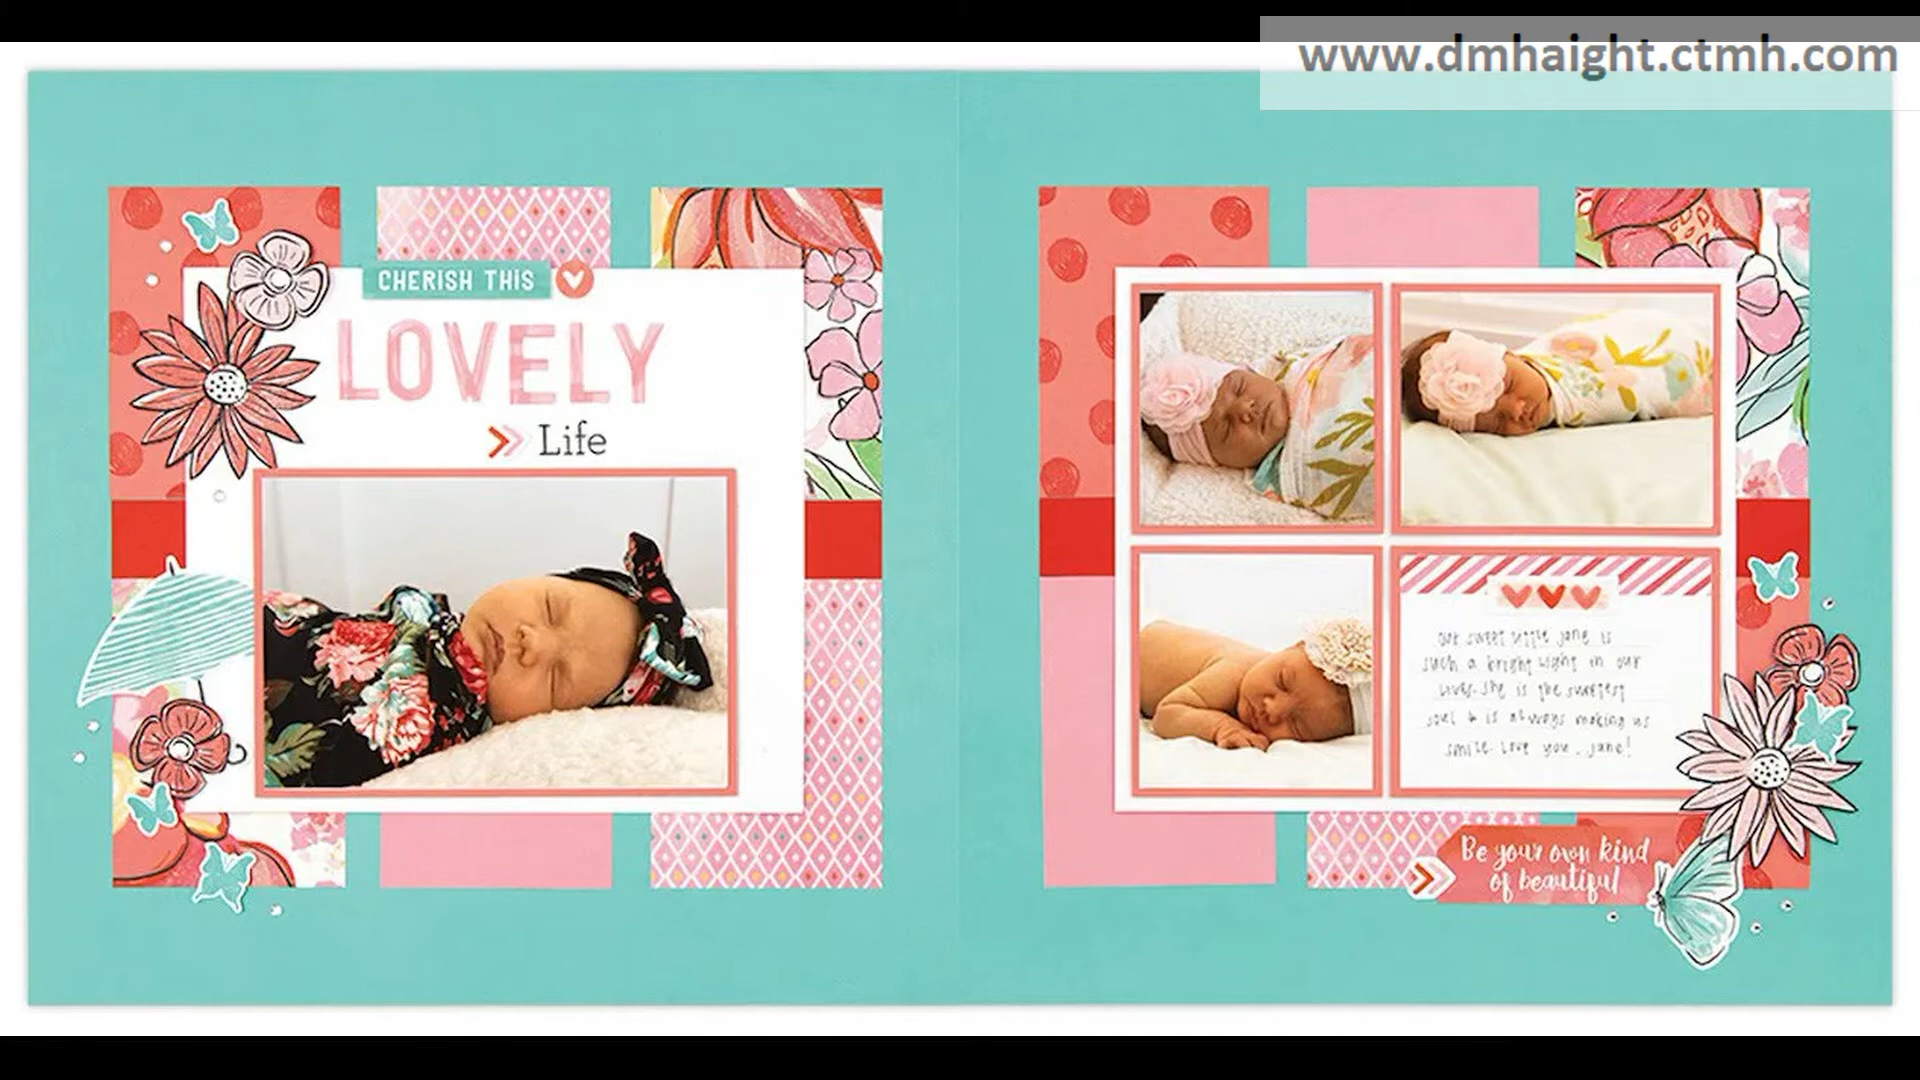 www.dmhaight.ctmh.com
CHERISH THIS
LOVELY
Life
our sweet little Jane is
such a bright light in our
lives. she is the sweetest
soul & is always making us
smile. Love you, Jane!
Be your own kind
of beautiful